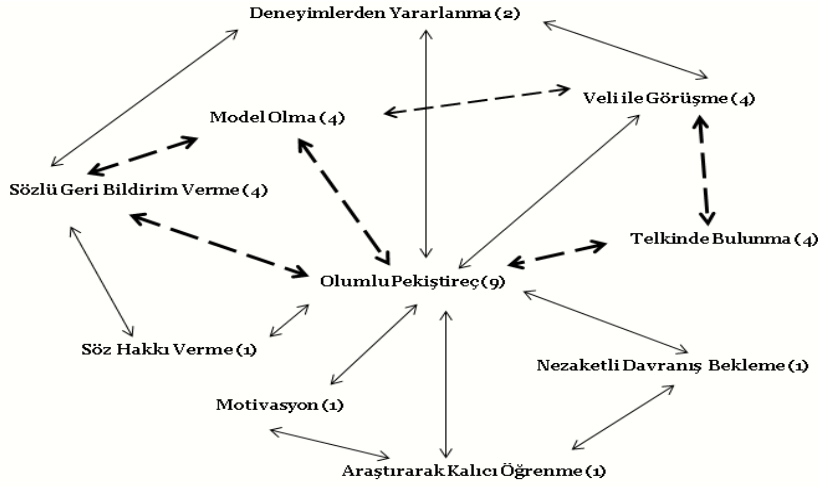 Deneyimlerden Yararlanma (2)
Veli ile Görüşme (4)
Model Olma (4)
Sözlü Geri Bildirim Verme (4)
Telkinde Bulunma (4)
Olumlu Pekiştireç (9)
Söz Hakkı Verme (1)
Nezaketli Davranış Bekleme (1)
Motivasyon (1)
Araştırarak Kalıcı Öğrenme (1)